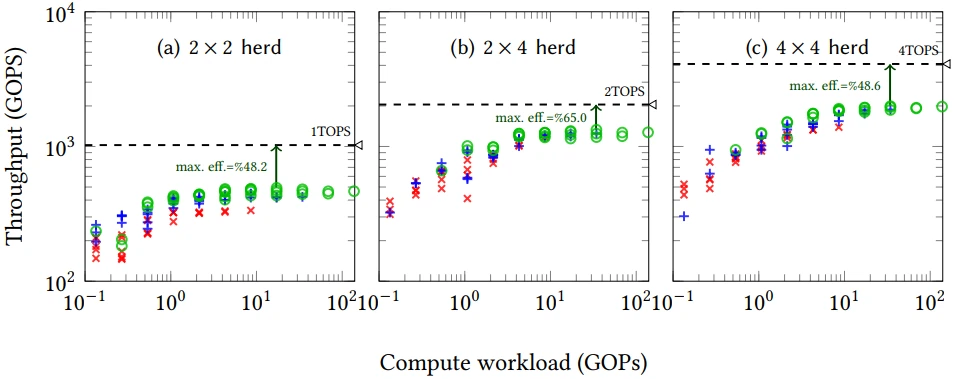 10^4
10^3
10^2
Throughput (GOPS)
(a) 2 × 2 herd
1TOPS
max. eff.=%48.2
10^−1 10^0 10^1 10^2
(b) 2 × 4 herd
2TOPS
max. eff.=%65.0
10^−1 10^0 10^1 10^2
(c) 4 × 4 herd
4TOPS
max. eff.=%48.6
10^−1 10^0 10^1 10^2
Compute workload (GOPs)